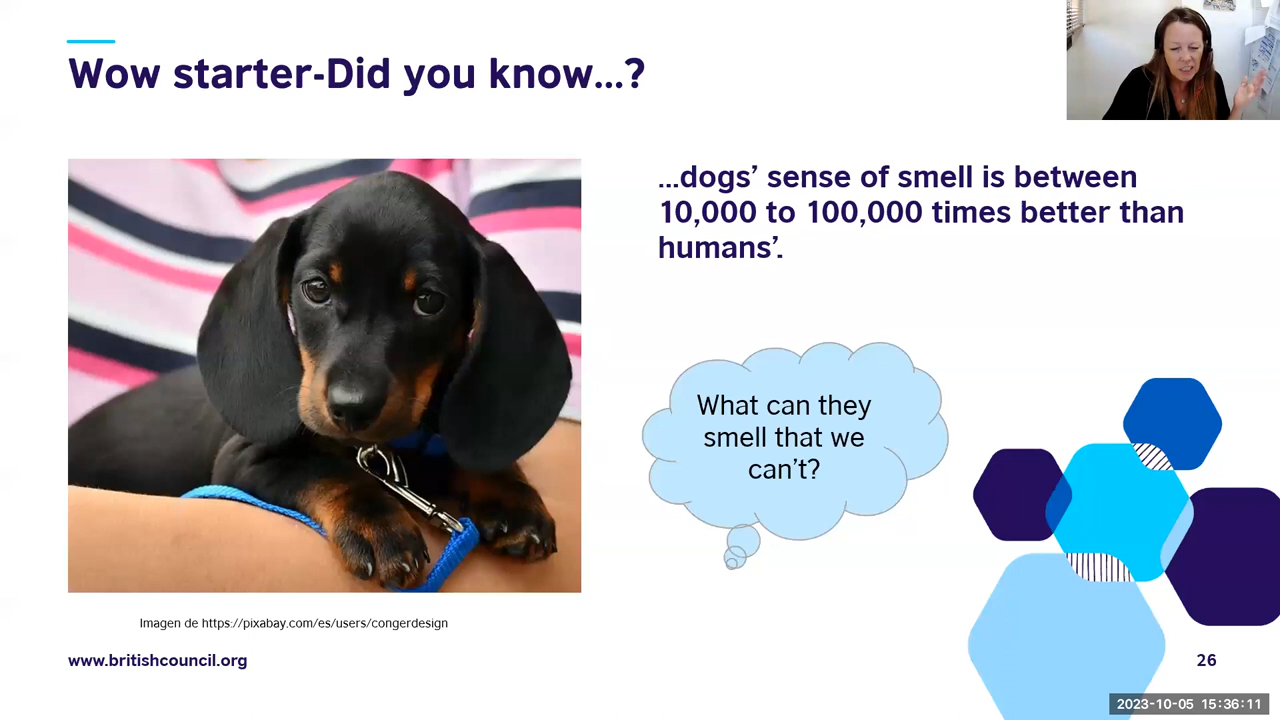 Wow starter-Did you know...?
...dogs’ sense of smell is between
10,000 to 100,000 times better than
humans’.
What can they
smell that we
can’t?
Imagen de https://pixabay.com/es/users/congerdesign
www.britishcouncil.org
26
2023-10-05 15:36:11